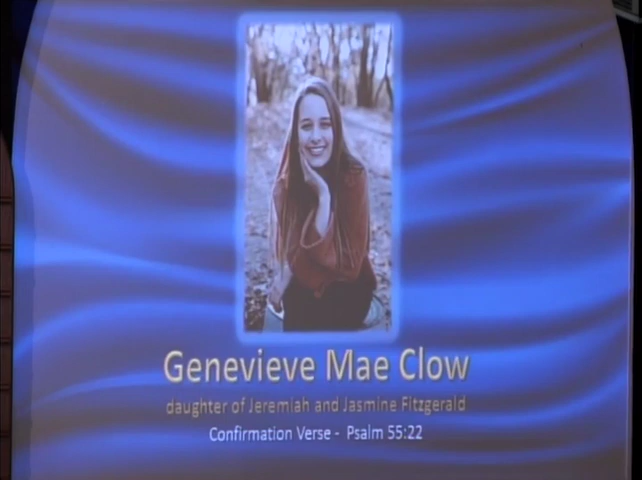 Genevieve Mae Clow
daughter of Jeremiah and Jasmine Fitzgerald
Confirmation Verse - Psalm 55:22